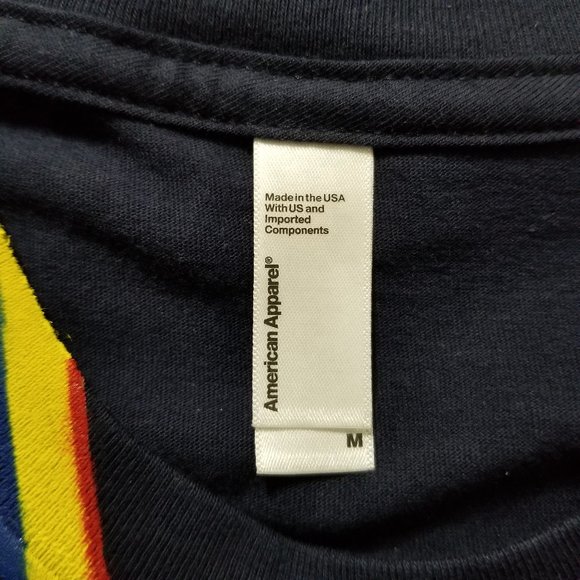 Made in the USA
With US and
Imported
Components
American Apparel®
M